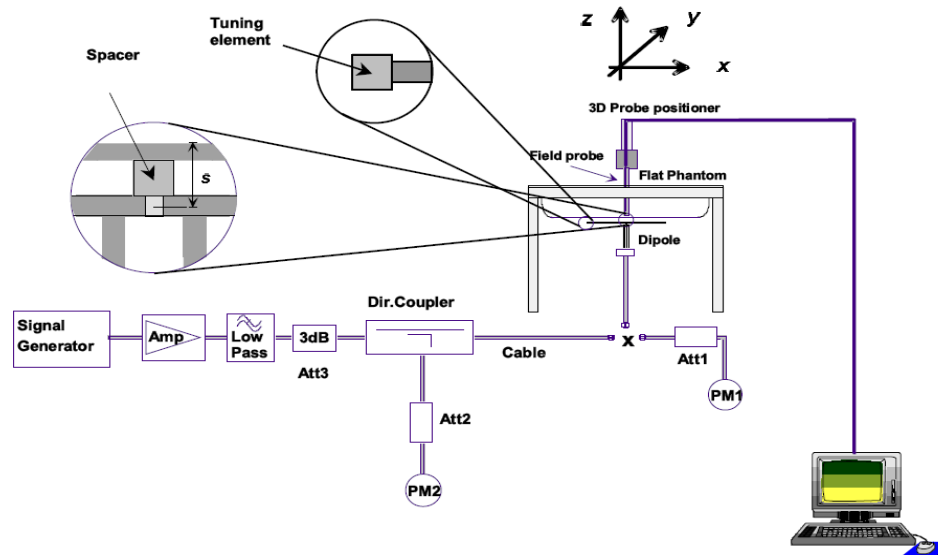 Tuning
element
Spacer
s
z
y
x
3D Probe positioner
Field probe
Flat Phantom
Dipole
Dir.Coupler
Signal
Generator
Amp
Low
Pass
3dB
Att3
Cable
x
Att1
PM1
Att2
PM2